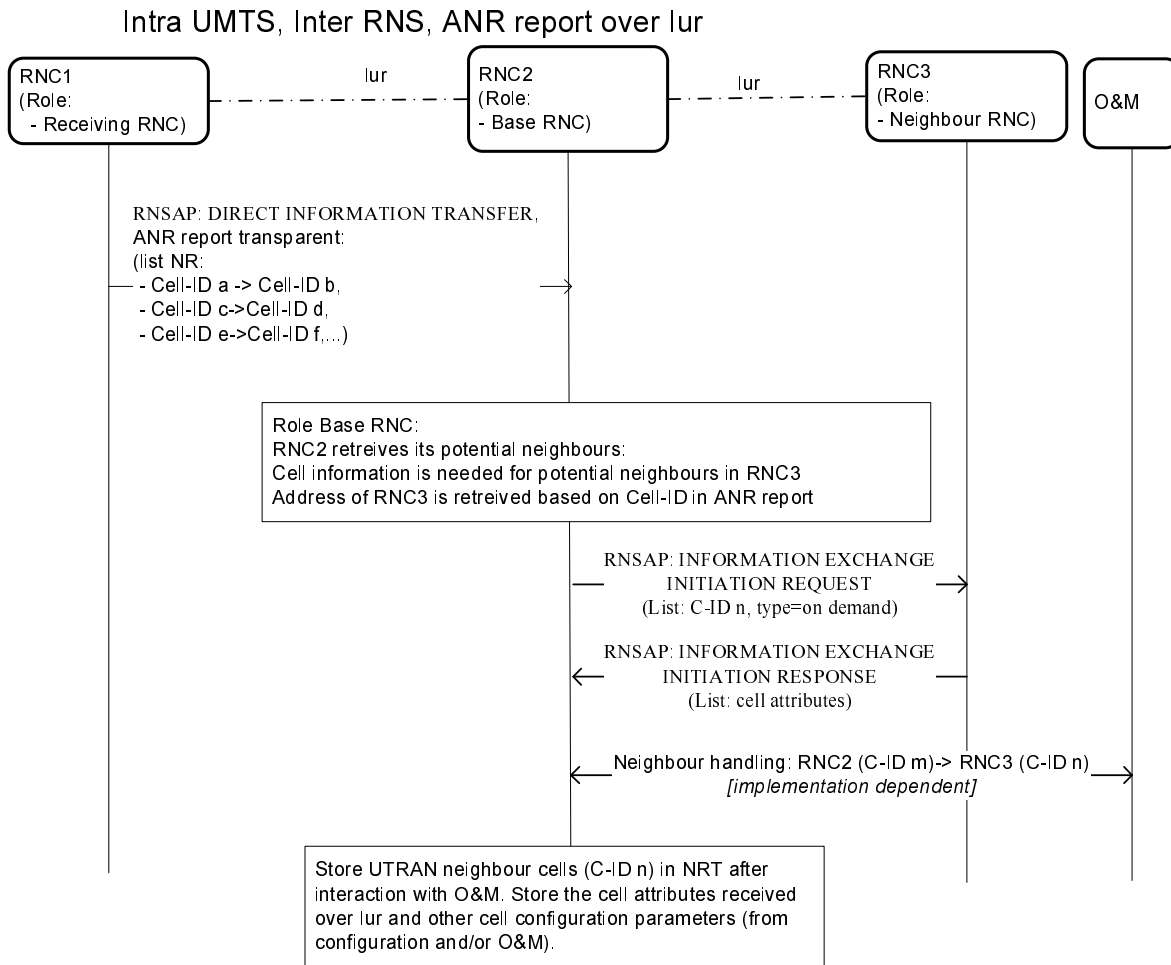 Intra UMTS, Inter RNS, ANR report over Iur
RNC1
(Role:
- Receiving RNC)
Iur
RNC2
(Role:
- Base RNC)
Iur
RNC3
(Role:
- Neighbour RNC)
O&M
RNSAP: DIRECT INFORMATION TRANSFER,
ANR report transparent:
(list NR:
- Cell-ID a -> Cell-ID b,
- Cell-ID c->Cell-ID d,
- Cell-ID e->Cell-ID f,...)
Role Base RNC:
RNC2 retreives its potential neighbours:
Cell information is needed for potential neighbours in RNC3
Address of RNC3 is retreived based on Cell-ID in ANR report
RNSAP: INFORMATION EXCHANGE
INITIATION REQUEST
(List: C-ID n, type=on demand)
RNSAP: INFORMATION EXCHANGE
INITIATION RESPONSE
(List: cell attributes)
Neighbour handling: RNC2 (C-ID m)-> RNC3 (C-ID n)
[implementation dependent]
Store UTRAN neighbour cells (C-ID n) in NRT after
interaction with O&M. Store the cell attributes received
over Iur and other cell configuration parameters (from
configuration and/or O&M).